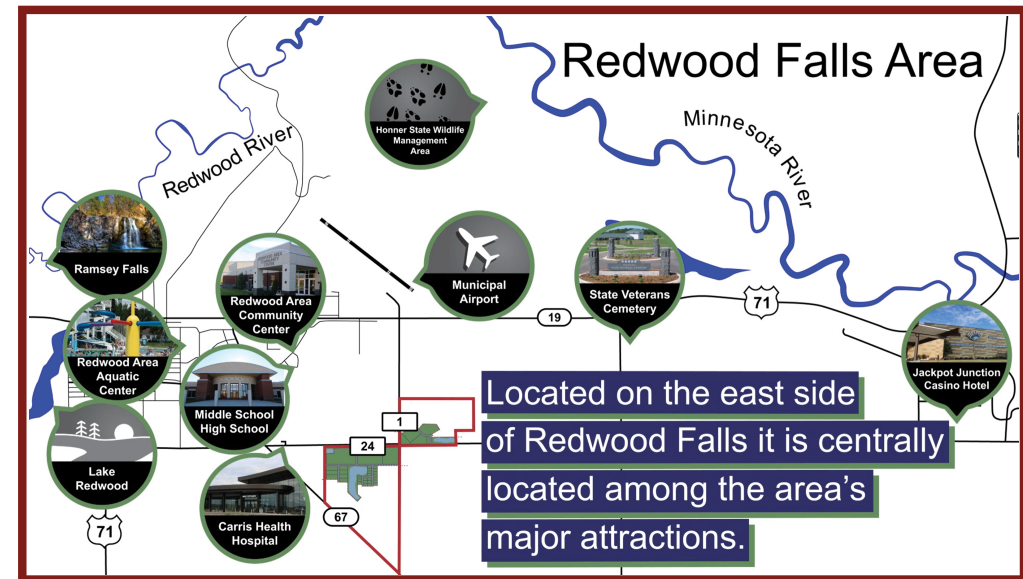 Redwood Falls Area
Honner State Wildlife
Management
Area
Minnesota River
Redwood River
Ramsey Falls
Municipal
Airport
State Veterans
Cemetery
Redwood Area
Community
Center
71
19
Redwood Area
Aquatic
Center
Jackpot Junction
Casino Hotel
Middle School
High School
1
24
Located on the east side
of Redwood Falls it is centrally
located among the area's
major attractions.
Lake
Redwood
67
Carris Health
Hospital
71